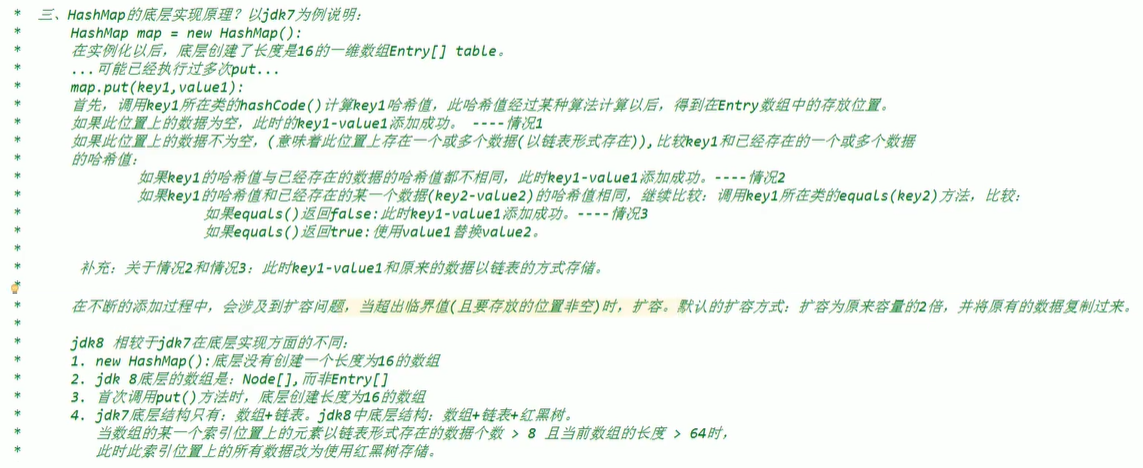 * 三、HashMap的底层实现原理？以jdk7为例说明：
* HashMap map = new HashMap():
* 在实例化以后，底层创建了长度是16的一维数组Entry[] table。
* ...可能已经执行过多次put...
* map.put(key1,value1):
* 首先，调用key1所在类的hashCode()计算key1哈希值，此哈希值经过某种算法计算以后，得到在Entry数组中的存放位置。
* 如果此位置上的数据为空，此时的key1-value1添加成功。 ----情况1
* 如果此位置上的数据不为空，(意味着此位置上存在一个或多个数据(以链表形式存在)),比较key1和已经存在的一个或多个数据
* 的哈希值：
* 如果key1的哈希值与已经存在的数据的哈希值都不相同，此时key1-value1添加成功。----情况2
* 如果key1的哈希值和已经存在的某一个数据(key2-value2)的哈希值相同，继续比较：调用key1所在类的equals(key2)方法，比较：
* 如果equals()返回false:此时key1-value1添加成功。----情况3
* 如果equals()返回true:使用value1替换value2。
*
* 补充：关于情况2和情况3：此时key1-value1和原来的数据以链表的方式存储。
*
* 在不断的添加过程中，会涉及到扩容问题，当超出临界值(且要存放的位置非空)时，扩容。默认的扩容方式：扩容为原来容量的2倍，并将原有的数据复制过来。
*
* jdk8 相较于jdk7在底层实现方面的不同：
* 1. new HashMap():底层没有创建一个长度为16的数组
* 2. jdk 8底层的数组是：Node[],而非Entry[]
* 3. 首次调用put()方法时，底层创建长度为16的数组
* 4. jdk7底层结构只有：数组+链表。jdk8中底层结构：数组+链表+红黑树。
* 当数组的某一个索引位置上的元素以链表形式存在的数据个数 > 8 且当前数组的长度 > 64时，
* 此时此索引位置上的所有数据改为使用红黑树存储。